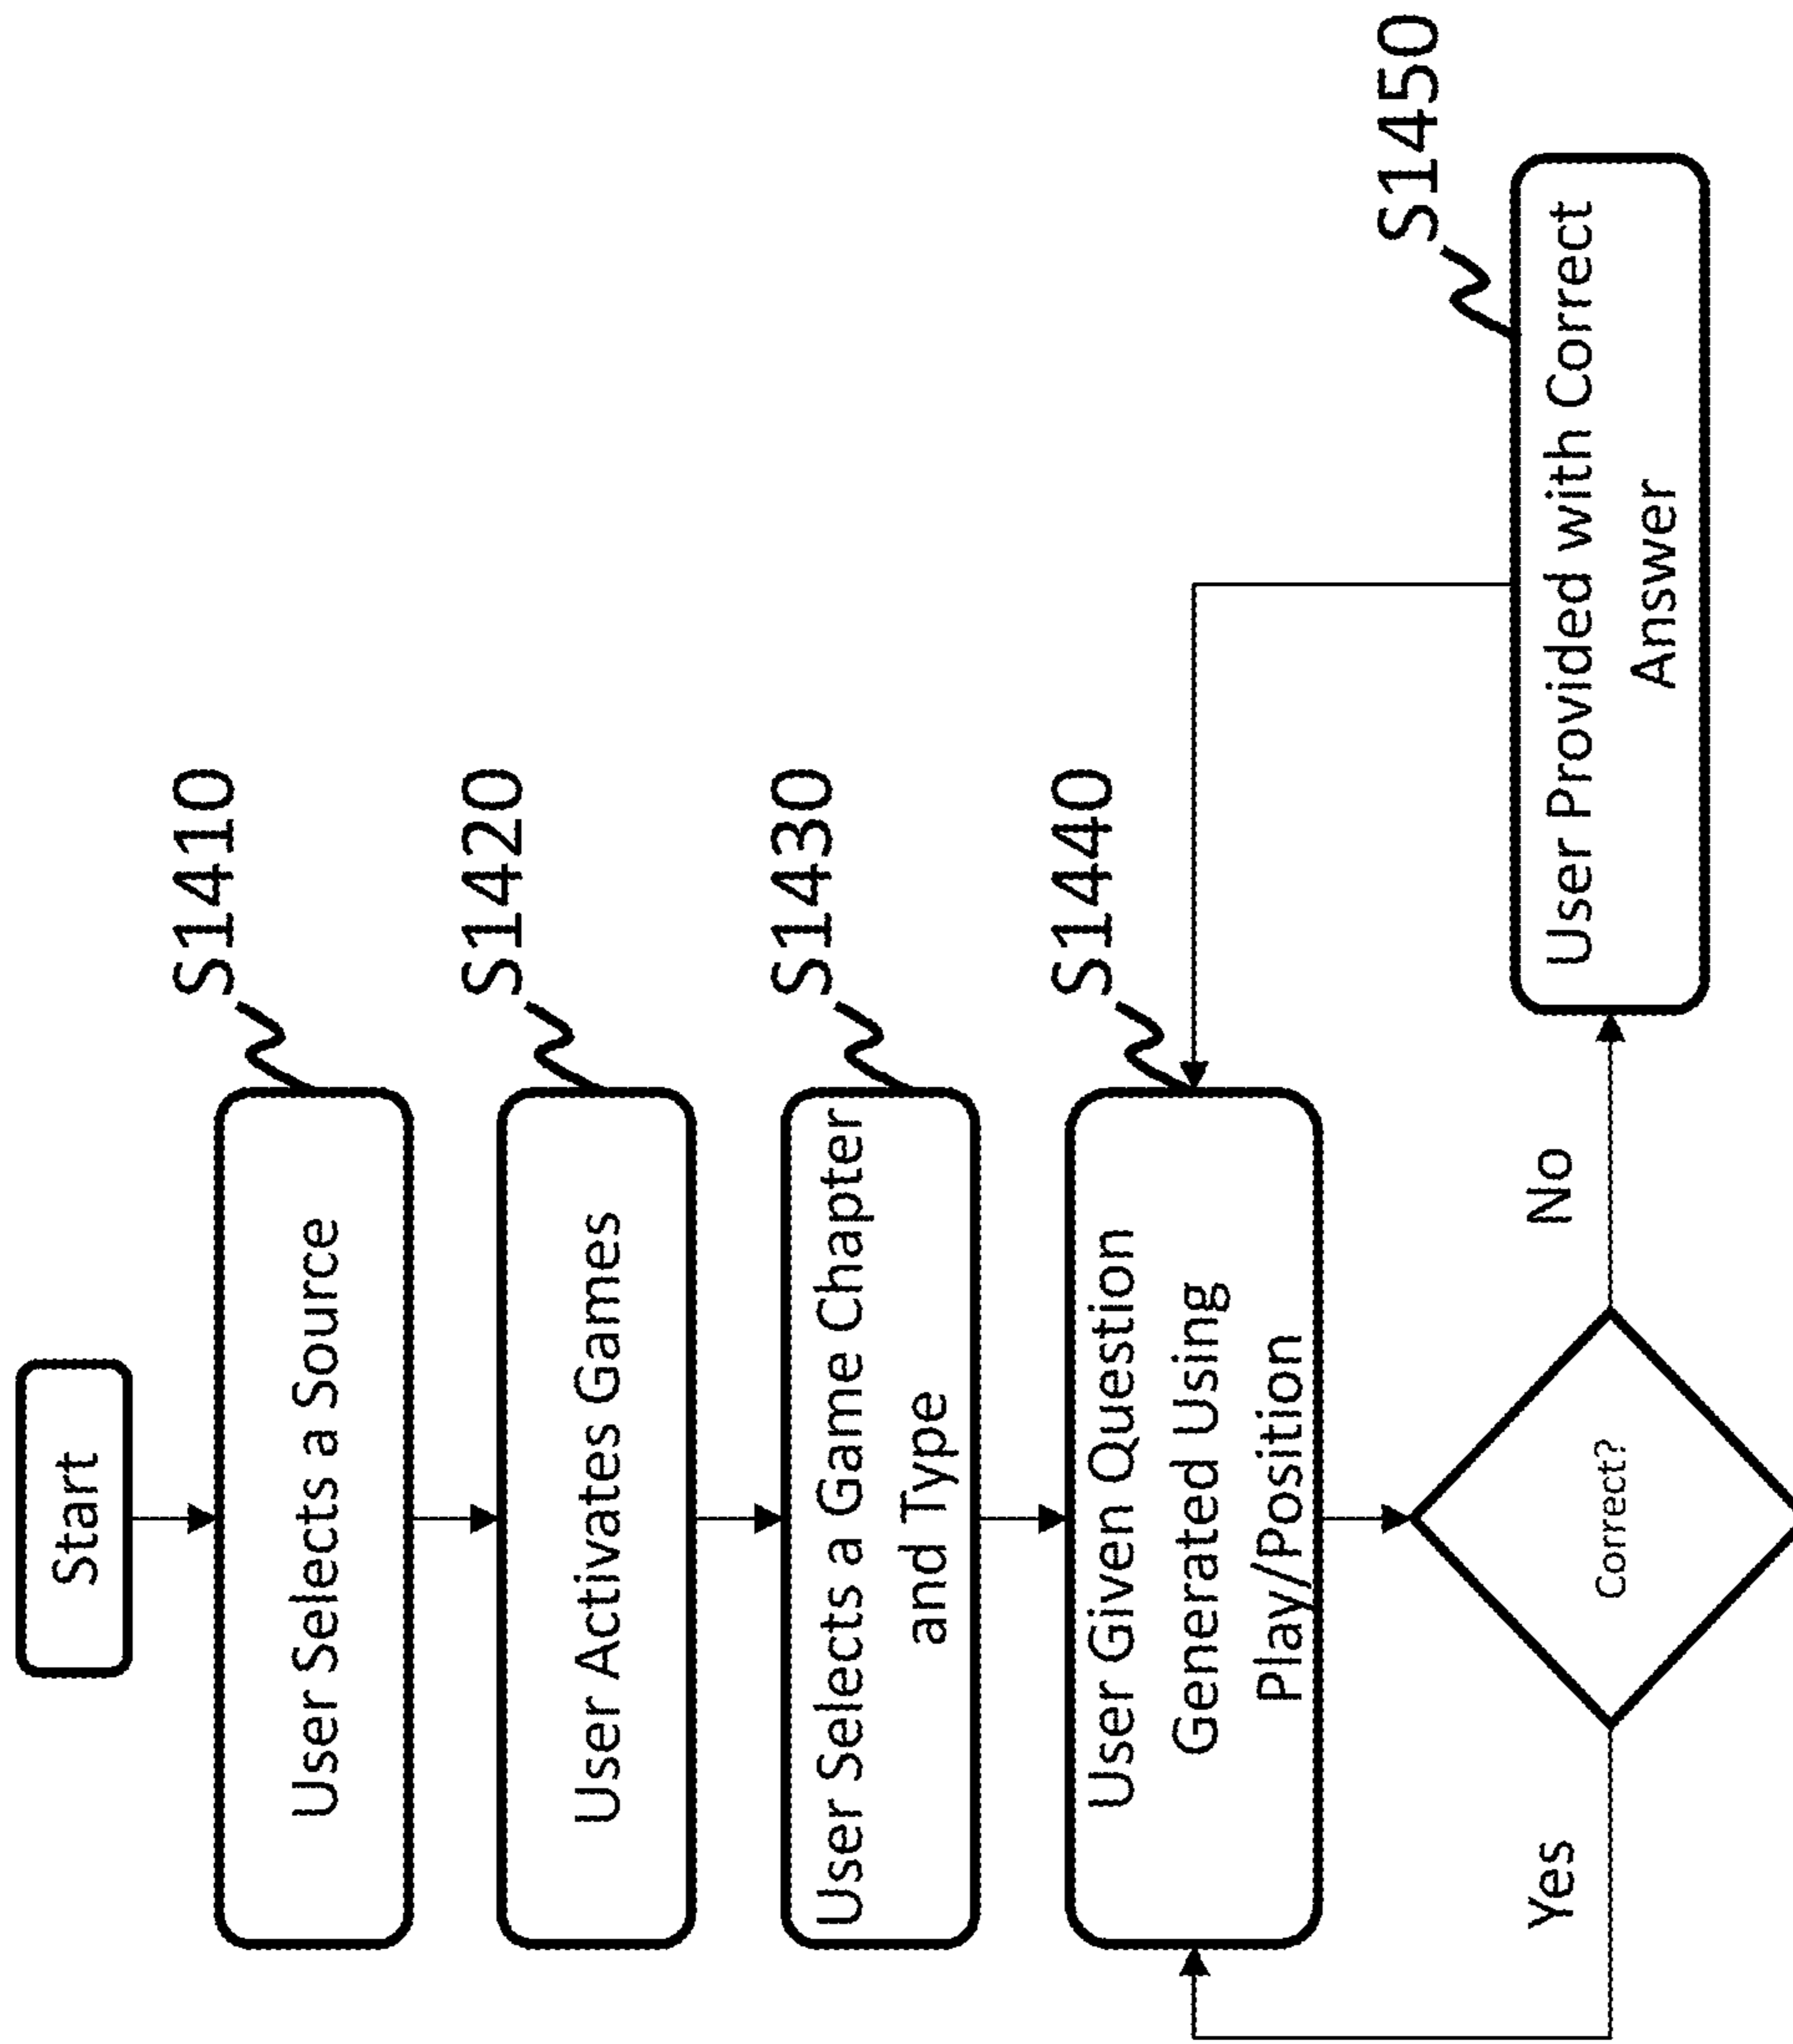 Start
S1410
User Selects a Source
S1420
User Activates Games
S1430
User Selects a Game Chapter
and Type
S1440
User Given Question
Generated Using
Play/Position
Correct?
Yes
No
S1450
User Provided with Correct
Answer